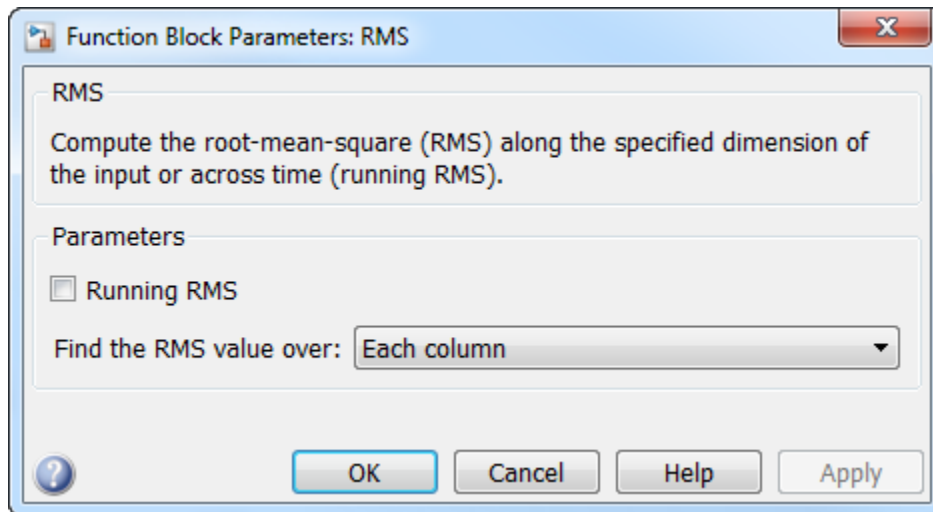 Function Block Parameters: RMS
RMS
Compute the root-mean-square (RMS) along the specified dimension of
the input or across time (running RMS).
Parameters
Running RMS
Find the RMS value over: Each column
OK Cancel Help Apply